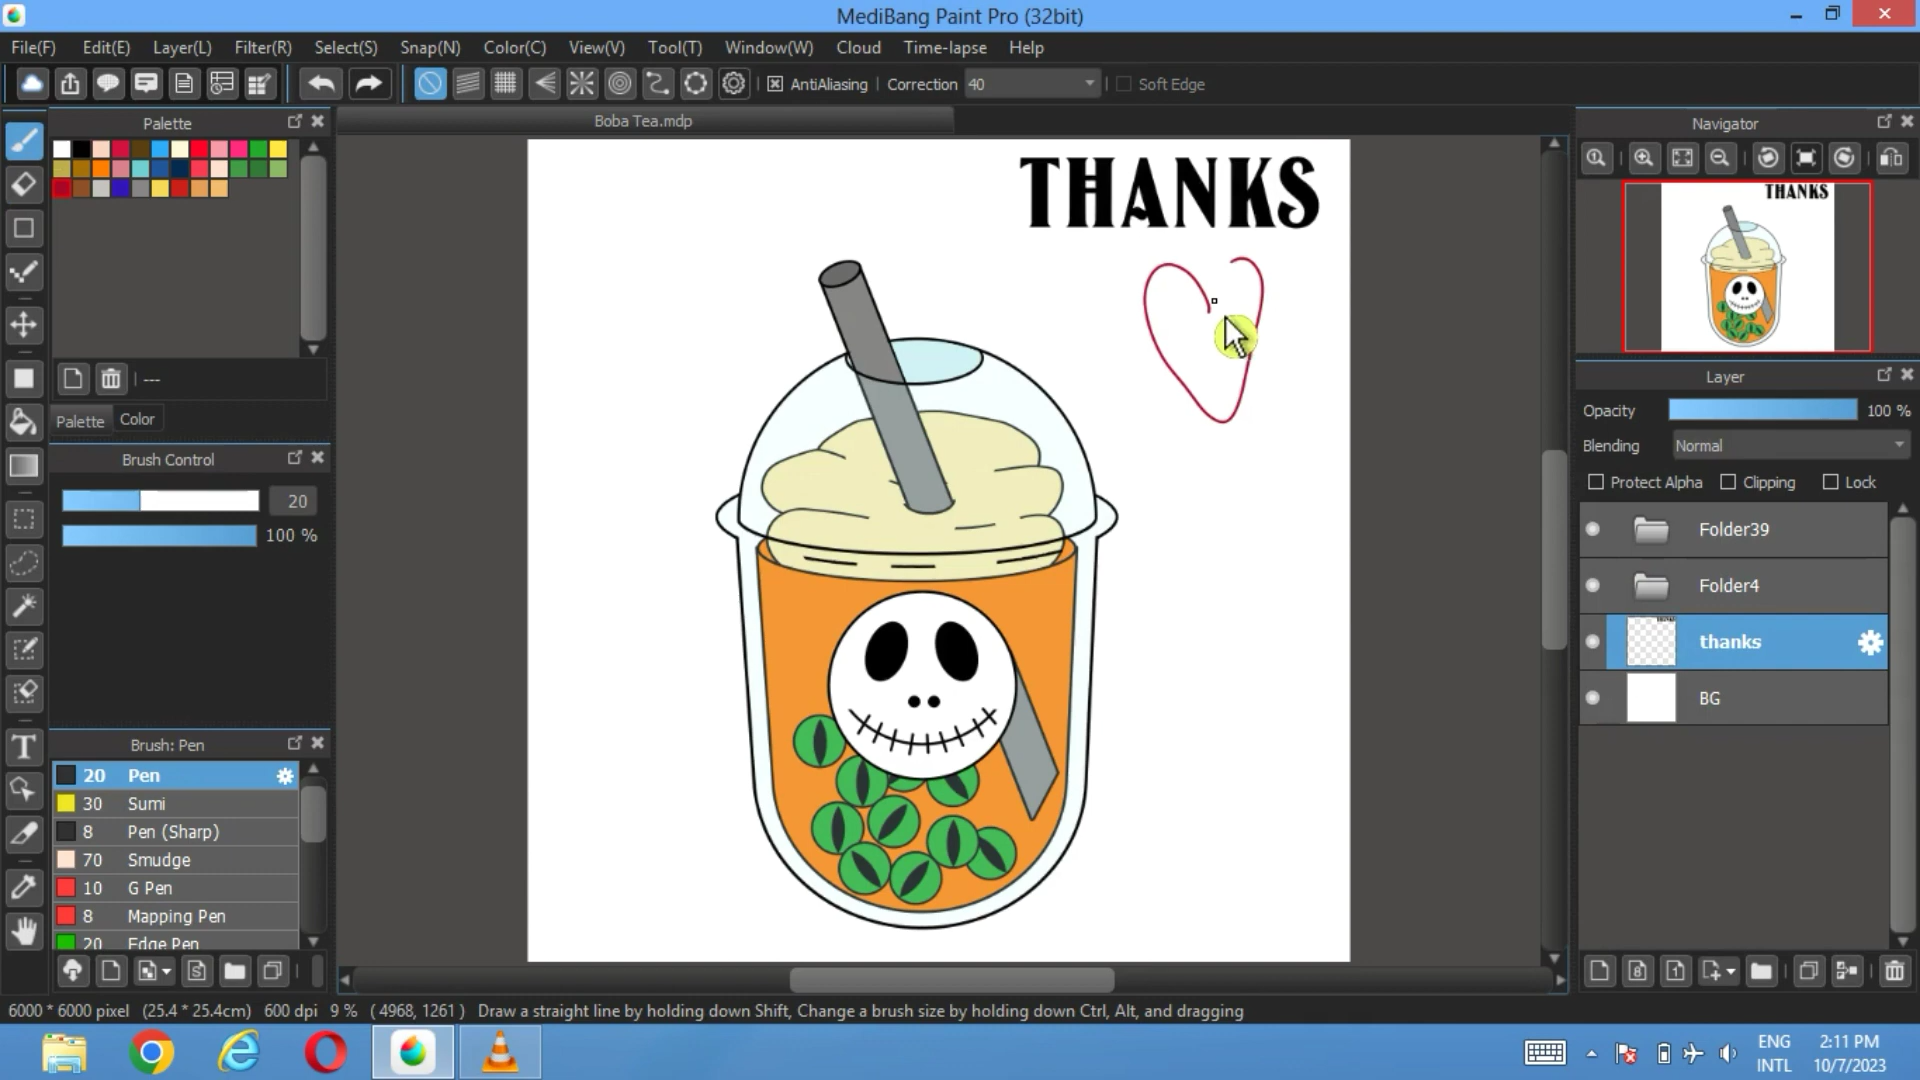 MediBang Paint Pro (32bit)
File(F) Edit(E) Layer(L) Filter(R) Select(S) Snap(N) Color(C) View(V) Tool(T) Window(W) Cloud Time-lapse Help
AntiAliasing Correction 40 Soft Edge
Palette
Boba Tea.mdp
Navigator
THANKS
THANKS
---
Palette Color
Brush Control
20
100 %
Brush: Pen
20 Pen
30 Sumi
8 Pen (Sharp)
70 Smudge
10 G Pen
8 Mapping Pen
20 Edge Pen
Layer
Opacity 100 %
Blending Normal
Protect Alpha Clipping Lock
Folder39
Folder4
thanks
BG
6000 * 6000 pixel (25.4 * 25.4cm) 600 dpi 9 % ( 4968, 1261 ) Draw a straight line by holding down Shift, Change a brush size by holding down Ctrl, Alt, and dragging
ENG 2:11 PM
INTL 10/7/2023